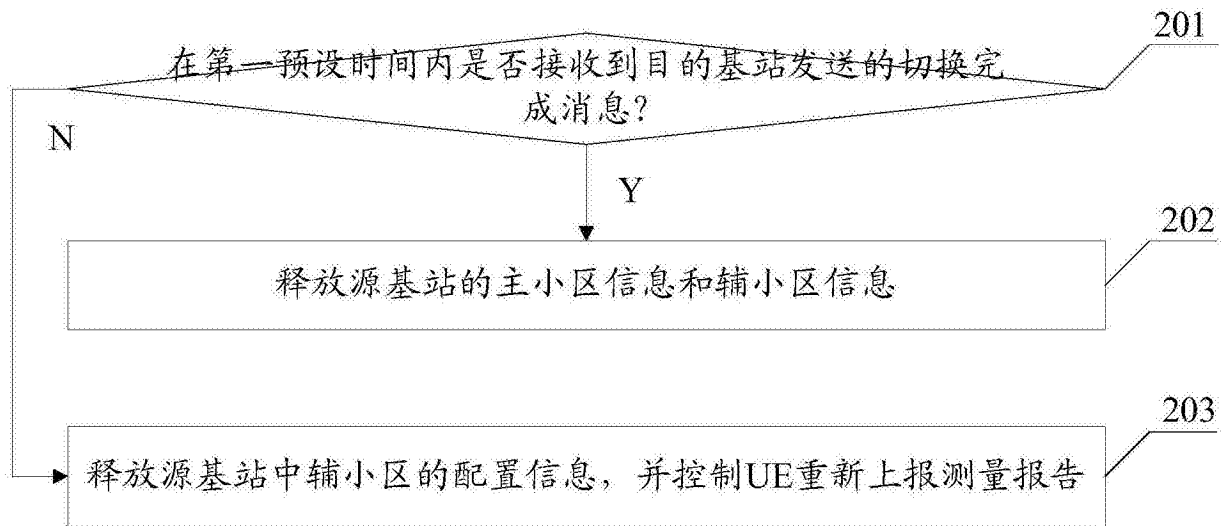 201
在第一预设时间内是否接收到目的基站发送的切换完
成消息?
N
Y
202
释放源基站的主小区信息和辅小区信息
203
释放源基站中辅小区的配置信息，并控制UE重新上报测量报告